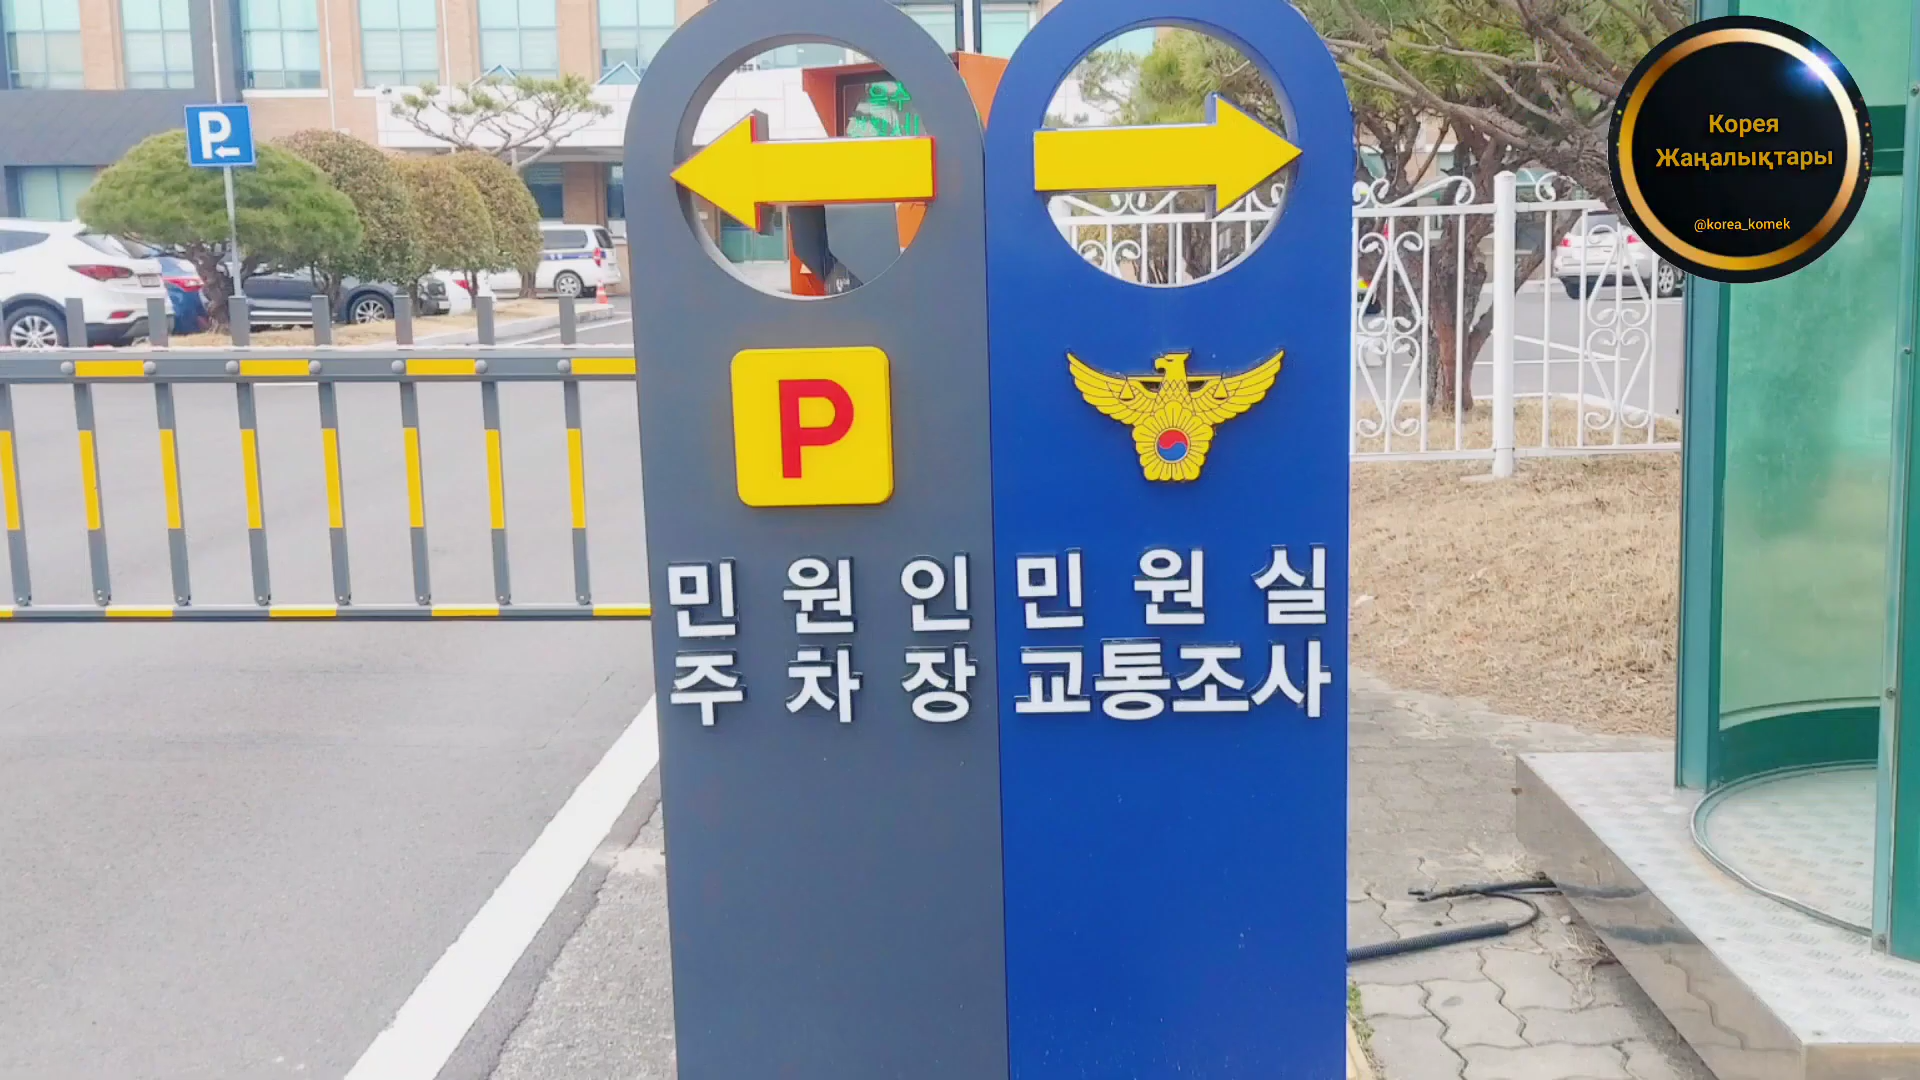 P
P
민원인
주차장
민원실
교통조사
Корея
Жаңалықтары
@korea_komek